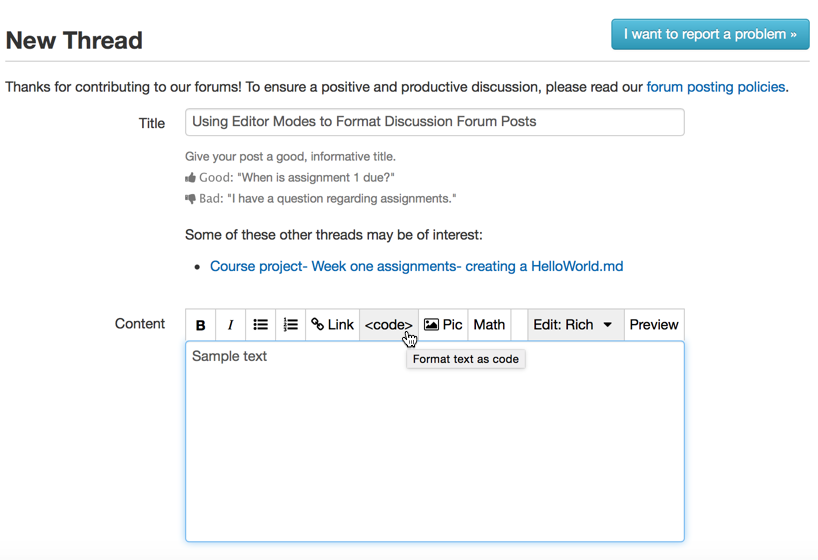 New Thread
I want to report a problem »
Thanks for contributing to our forums! To ensure a positive and productive discussion, please read our forum posting policies.
Title
Using Editor Modes to Format Discussion Forum Posts
Give your post a good, informative title.
Good: "When is assignment 1 due?"
Bad: "I have a question regarding assignments."
Some of these other threads may be of interest:
• Course project- Week one assignments- creating a HelloWorld.md
Content
B I Link <code> Pic Math Edit: Rich Preview
Sample text
Format text as code